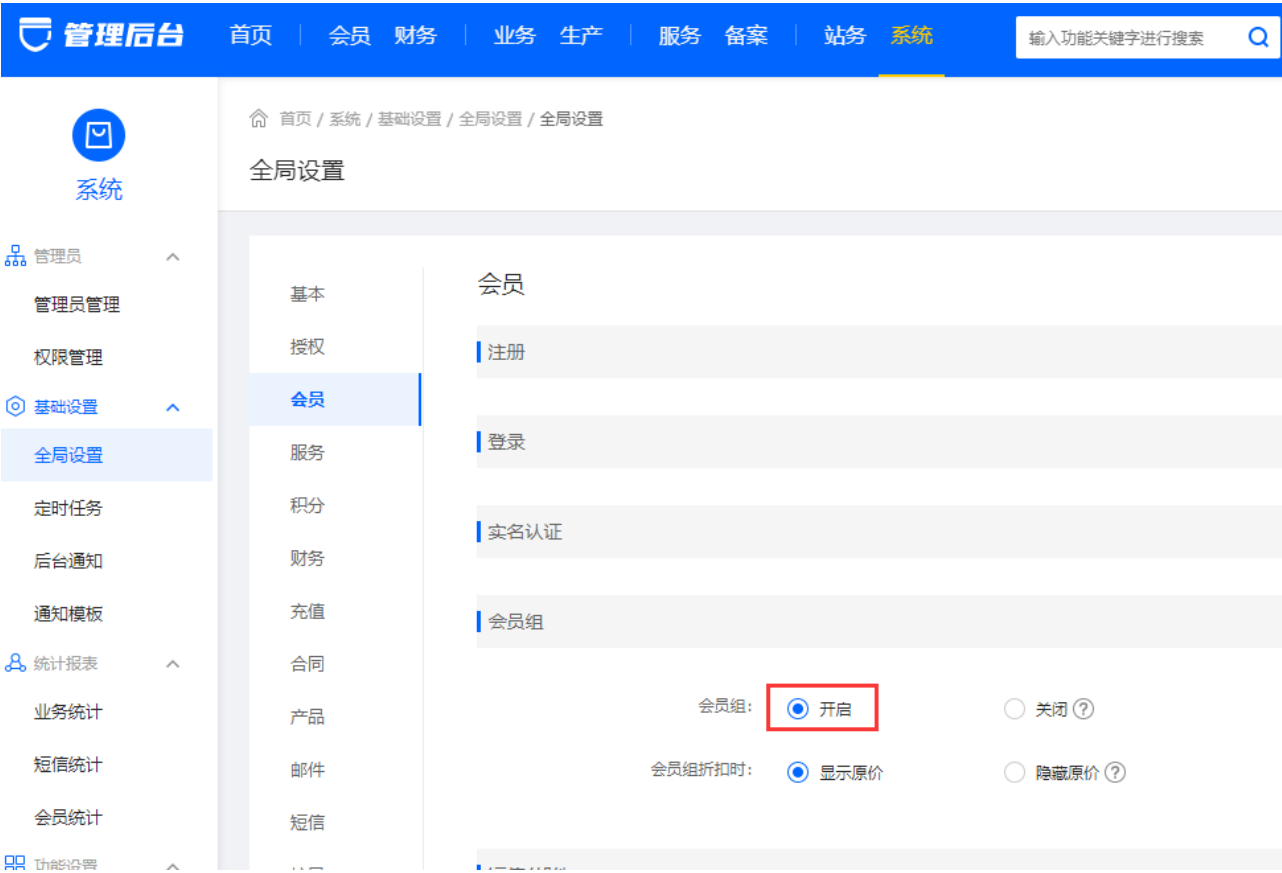 管理后台
首页 会员 财务 业务 生产 服务 备案 站务 系统
输入功能关键字进行搜索
系统
管理员
管理员管理
权限管理
基础设置
全局设置
定时任务
后台通知
通知模板
统计报表
业务统计
短信统计
会员统计
功能设置
首页 / 系统 / 基础设置 / 全局设置 / 全局设置
全局设置
基本
授权
会员
服务
积分
财务
充值
合同
产品
邮件
短信
会员
注册
登录
实名认证
会员组
会员组: 开启 关闭 ?
会员组折扣时: 显示原价 隐藏原价 ?